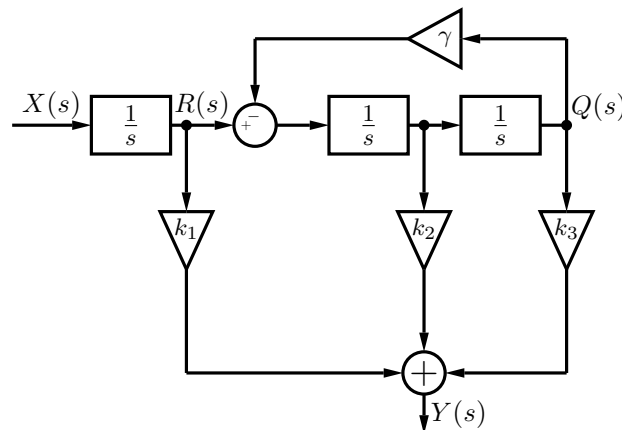 γ
X(s)
1/s
R(s)
+ −
1/s
1/s
Q(s)
k₁
k₂
k₃
+
Y(s)